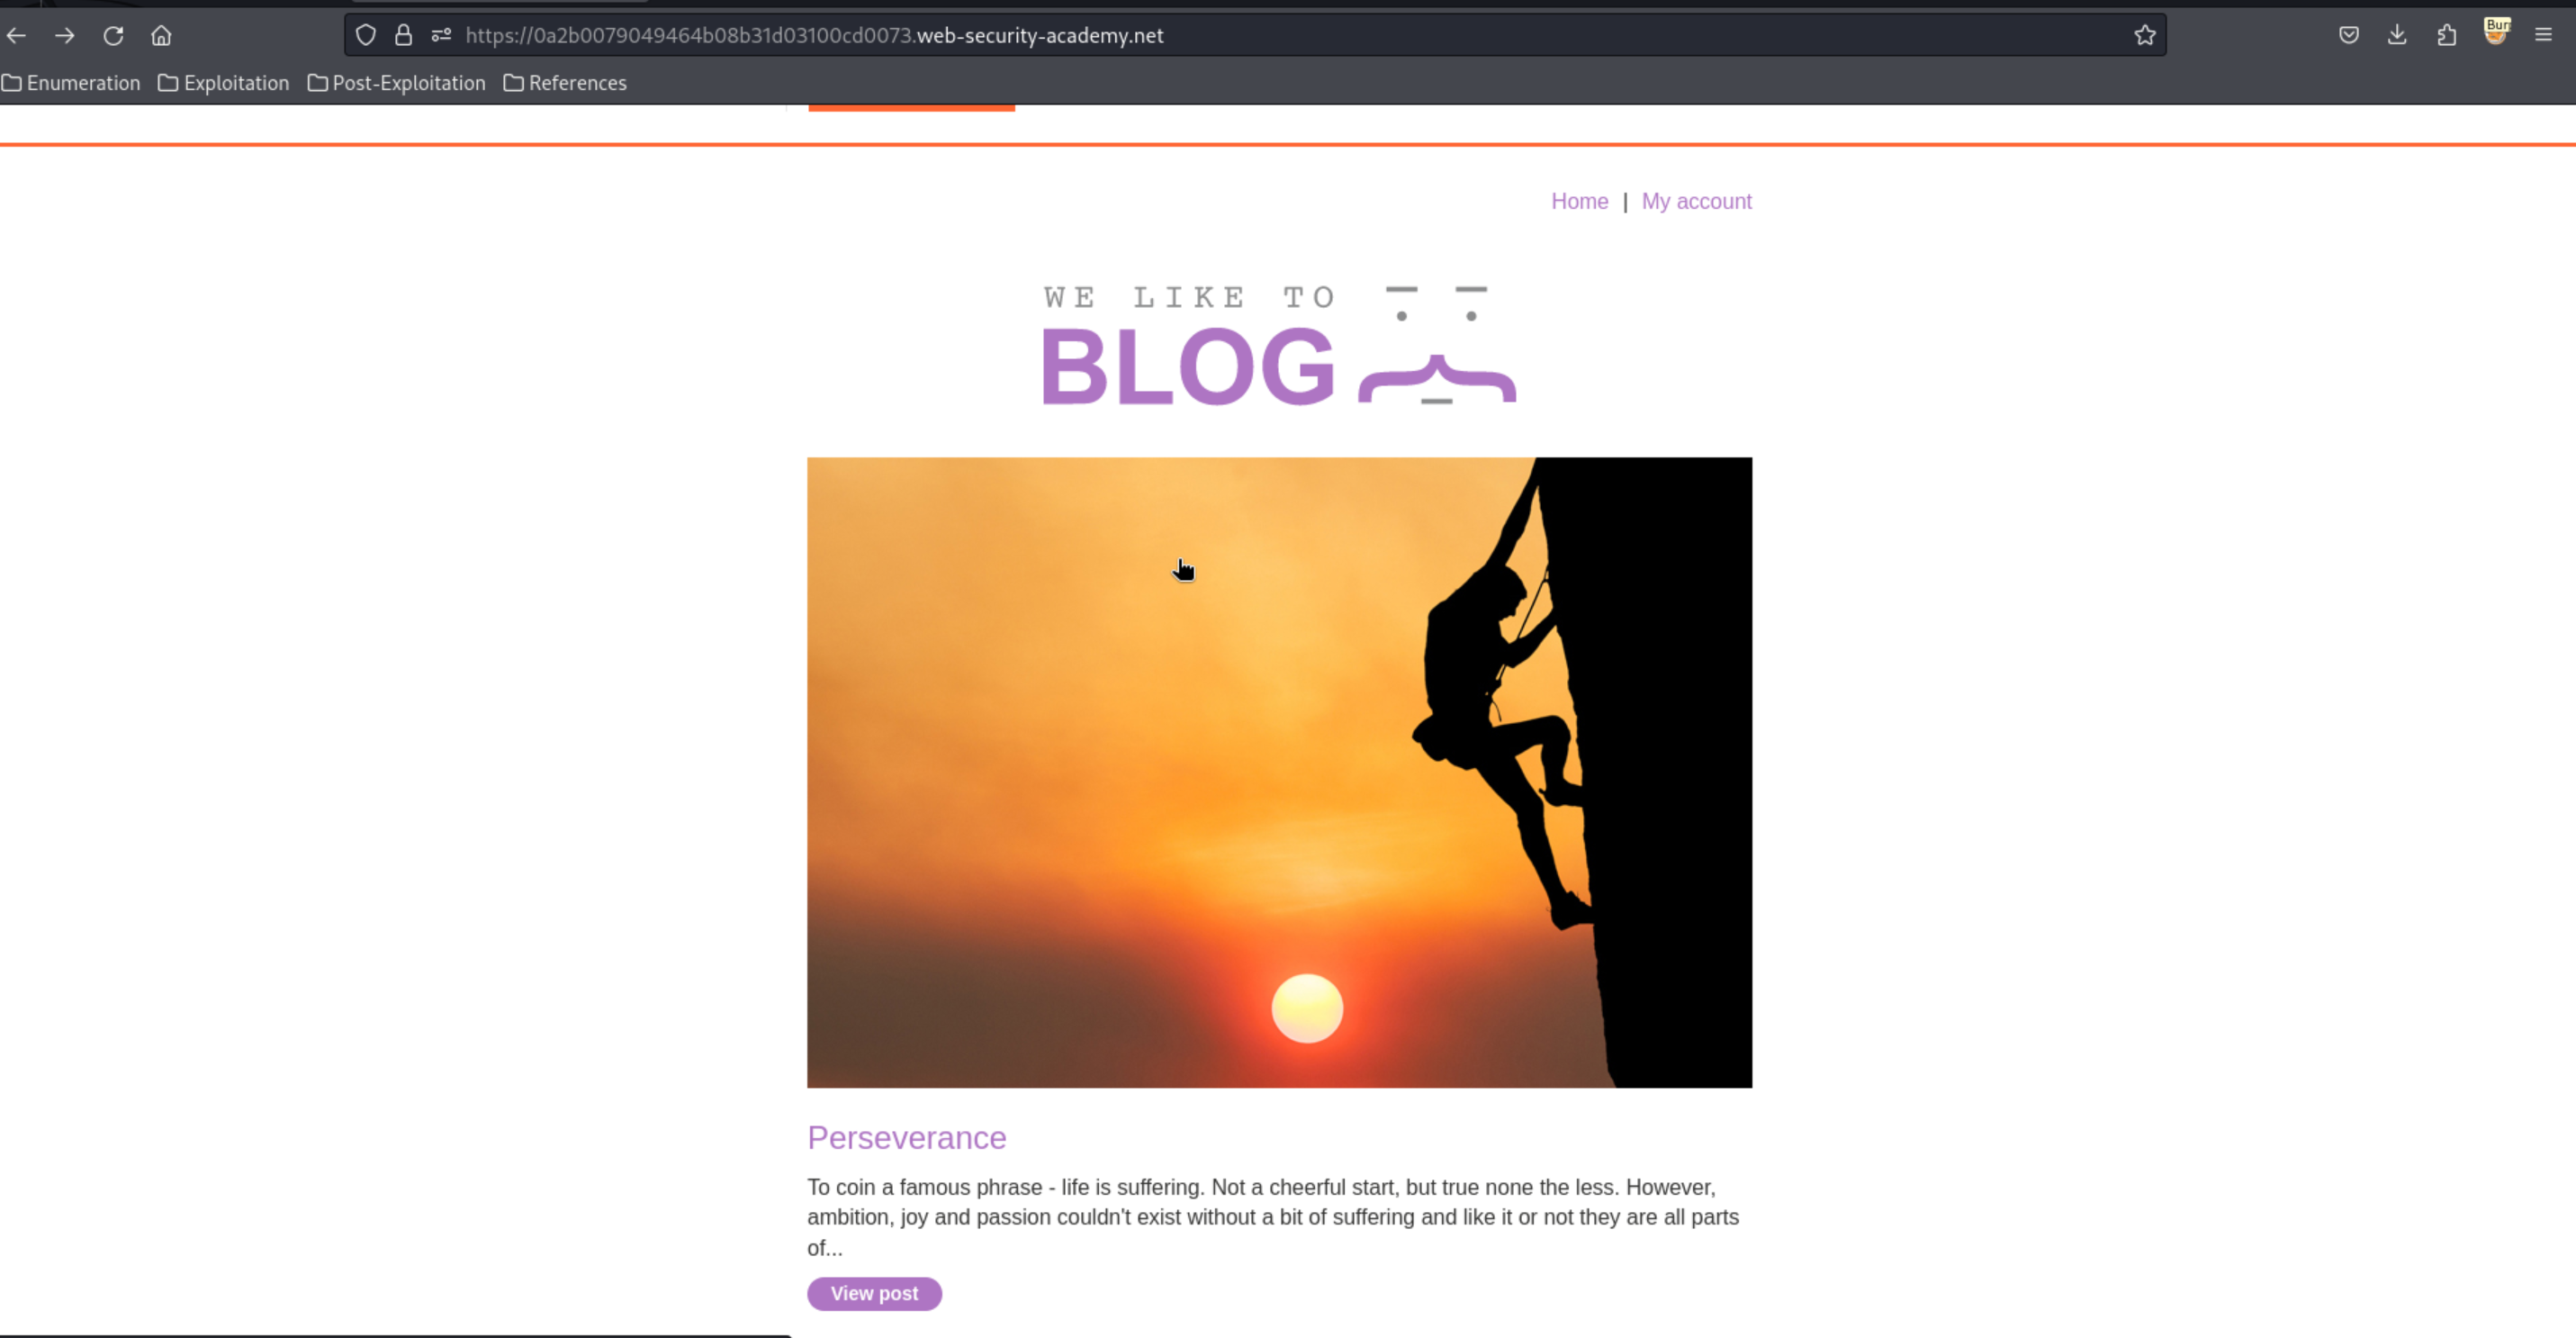 https://0a2b0079049464b08b31d03100cd0073.web-security-academy.net
Bur
Enumeration Exploitation Post-Exploitation References
Home | My account
WE LIKE TO
BLOG
Perseverance
To coin a famous phrase - life is suffering. Not a cheerful start, but true none the less. However,
ambition, joy and passion couldn't exist without a bit of suffering and like it or not they are all parts
of...
View post